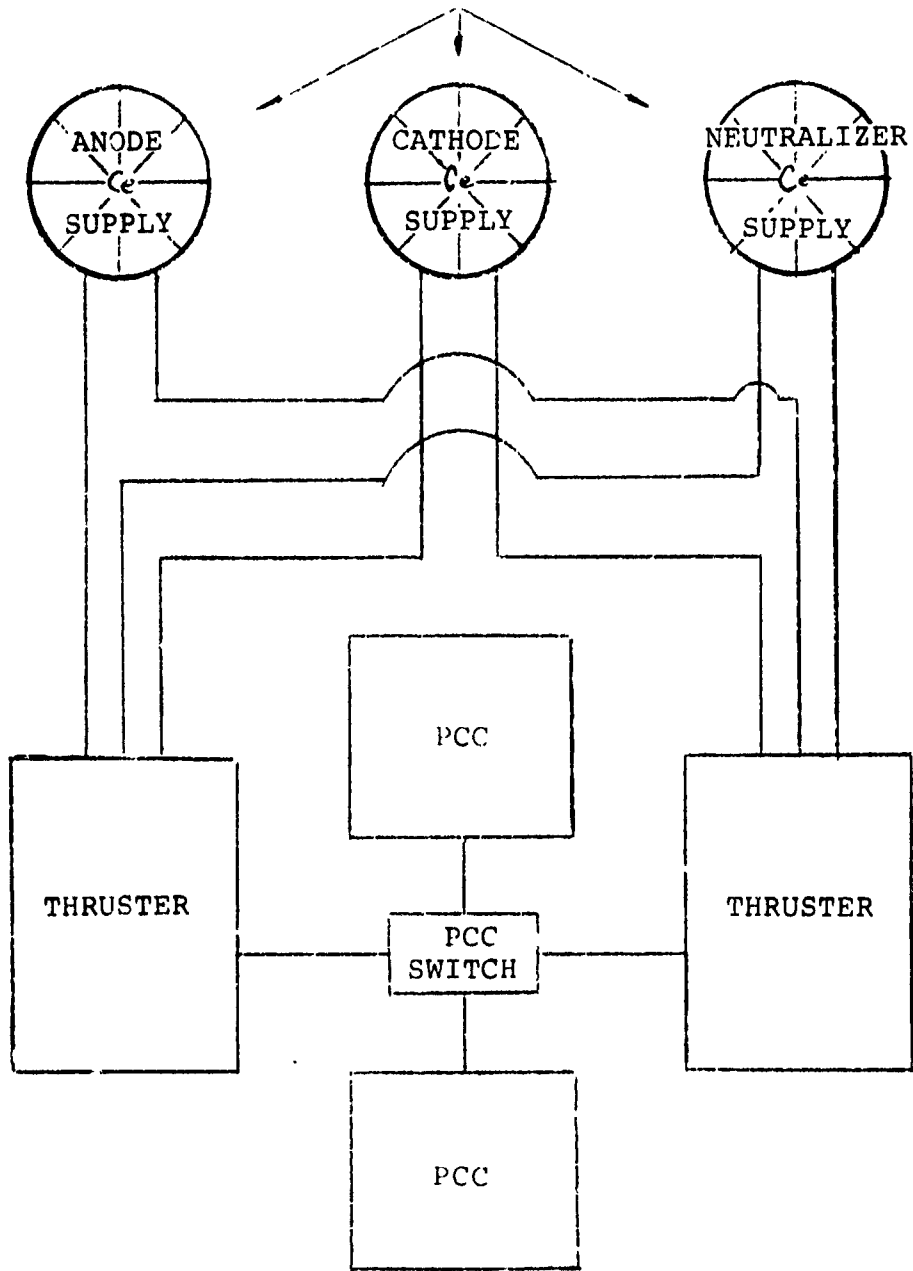 ANODE
Ce
SUPPLY
CATHODE
Ce
SUPPLY
NEUTRALIZER
Ce
SUPPLY
PCC
THRUSTER
PCC
SWITCH
THRUSTER
PCC